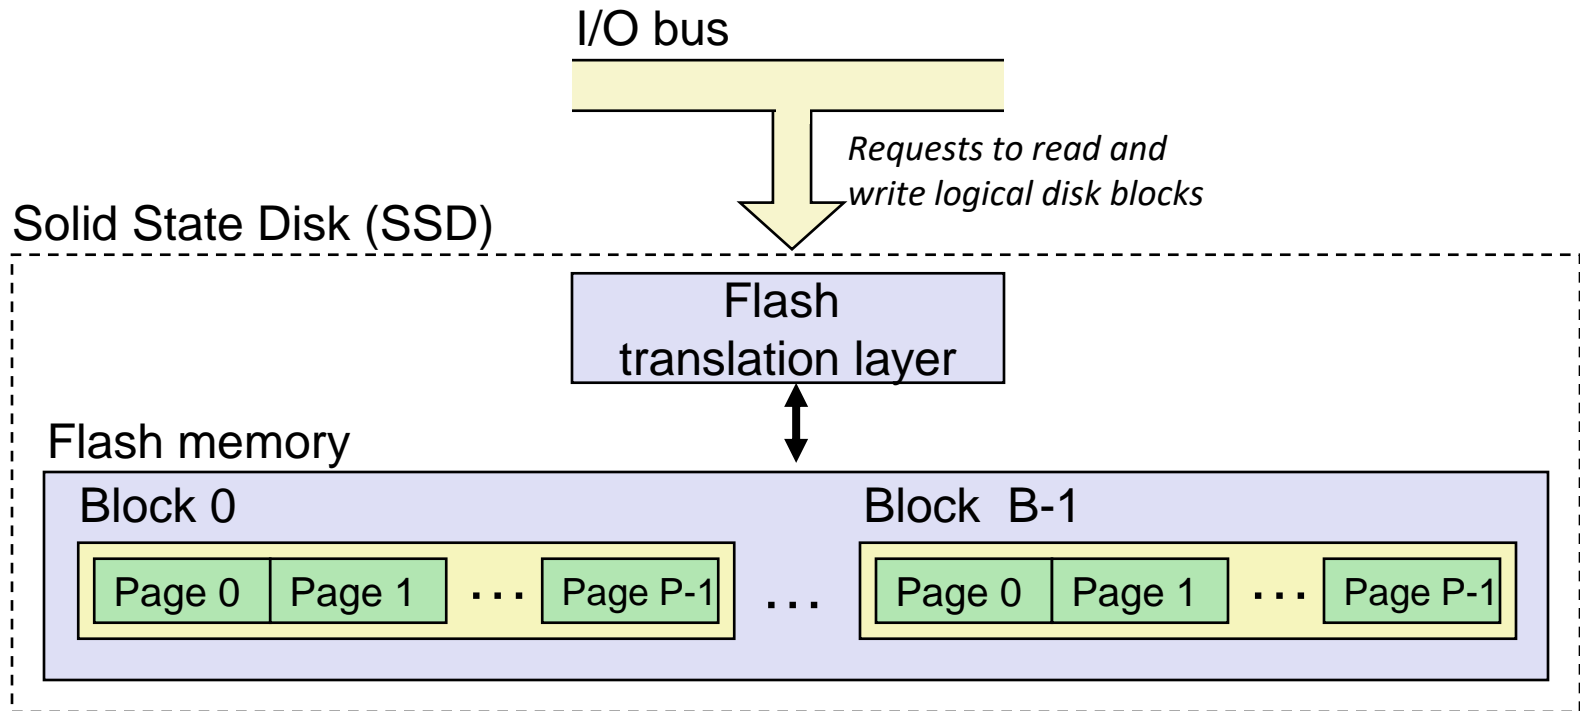 I/O bus
Requests to read and
write logical disk blocks
Solid State Disk (SSD)
Flash
translation layer
Flash memory
Block 0
Block B-1
Page 0 Page 1 ... Page P-1 ... Page 0 Page 1 ... Page P-1